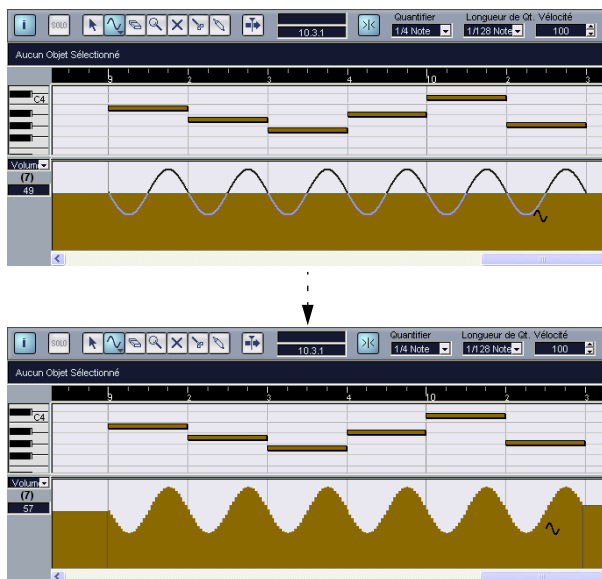 Quantifier Longueur de Qt. Vélocité
i SOLO 10.3.1 1/4 Note 1/128 Note 100
Aucun Objet Sélectionné
9 2 3 4 10 2 3
C4
Volum
(7)
49
Quantifier Longueur de Qt. Vélocité
i SOLO 10.3.1 1/4 Note 1/128 Note 100
Aucun Objet Sélectionné
9 2 3 4 10 2 3
C4
Volum
(7)
57